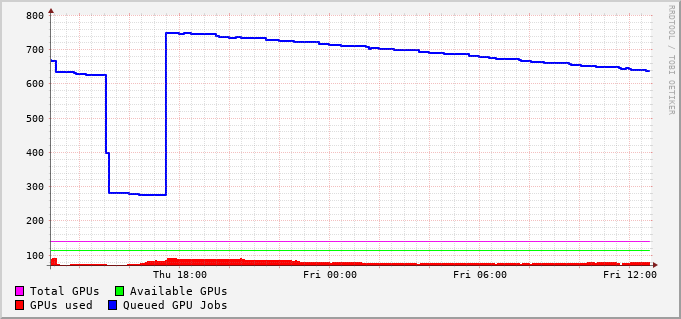 800
700
600
500
400
300
200
100
Thu 18:00 Fri 00:00 Fri 06:00 Fri 12:00
Total GPUs Available GPUs
GPUs used Queued GPU Jobs
RRDTOOL / TOBI OETIKER